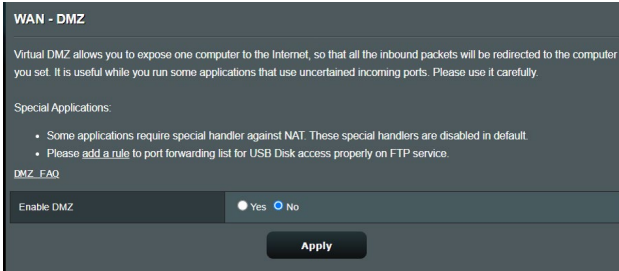 WAN - DMZ
Virtual DMZ allows you to expose one computer to the Internet, so that all the inbound packets will be redirected to the computer
you set. It is useful while you run some applications that use uncertained incoming ports. Please use it carefully.
Special Applications:
• Some applications require special handler against NAT. These special handlers are disabled in default.
• Please add a rule to port forwarding list for USB Disk access properly on FTP service.
DMZ FAQ
Enable DMZ Yes No
Apply